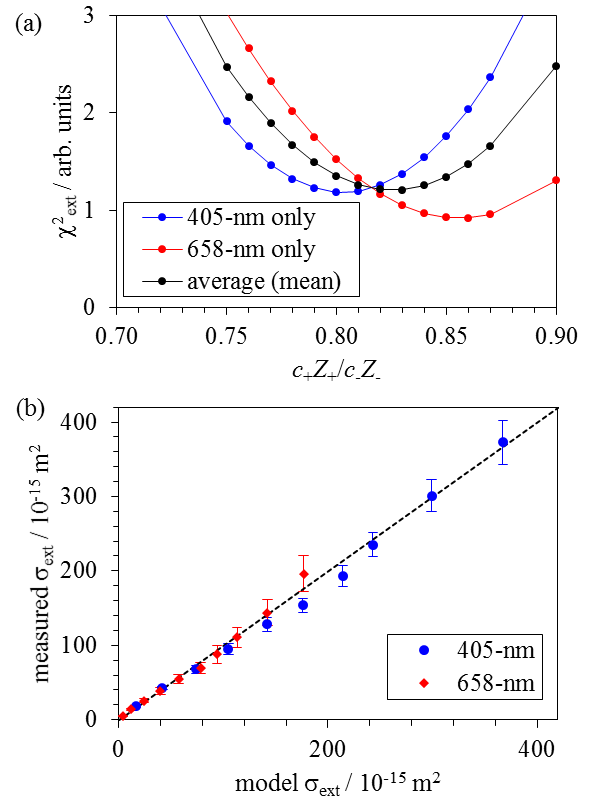 (a)
3
2
1
0
χ²ext / arb. units
405-nm only
658-nm only
average (mean)
0.70 0.75 0.80 0.85 0.90
c₊Z₊/c₋Z₋
(b)
400
300
200
100
0
measured σext / 10⁻¹⁵ m²
405-nm
658-nm
0 200 400
model σext / 10⁻¹⁵ m²